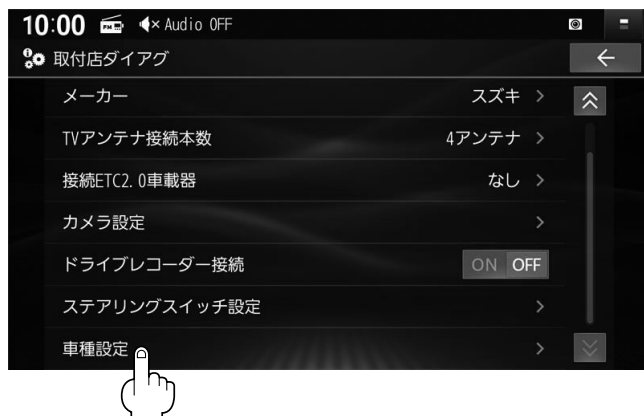 10:00 FM Audio OFF
取付店ダイアグ
メーカー スズキ
TVアンテナ接続本数 4アンテナ
接続ETC2.0車載器 なし
カメラ設定
ドライブレコーダー接続 ON OFF
ステアリングスイッチ設定
車種設定